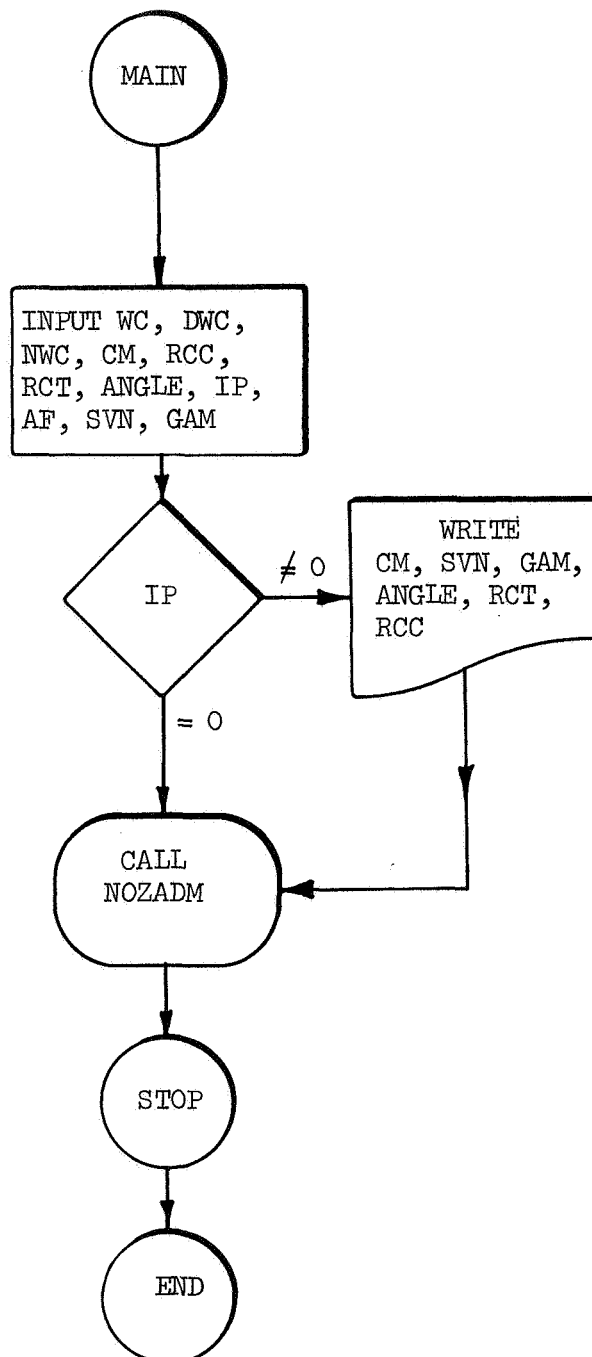 MAIN
INPUT WC, DWC,
NWC, CM, RCC,
RCT, ANGLE, IP,
AF, SVN, GAM
IP
≠ 0
WRITE
CM, SVN, GAM,
ANGLE, RCT,
RCC
= 0
CALL
NOZADM
STOP
END